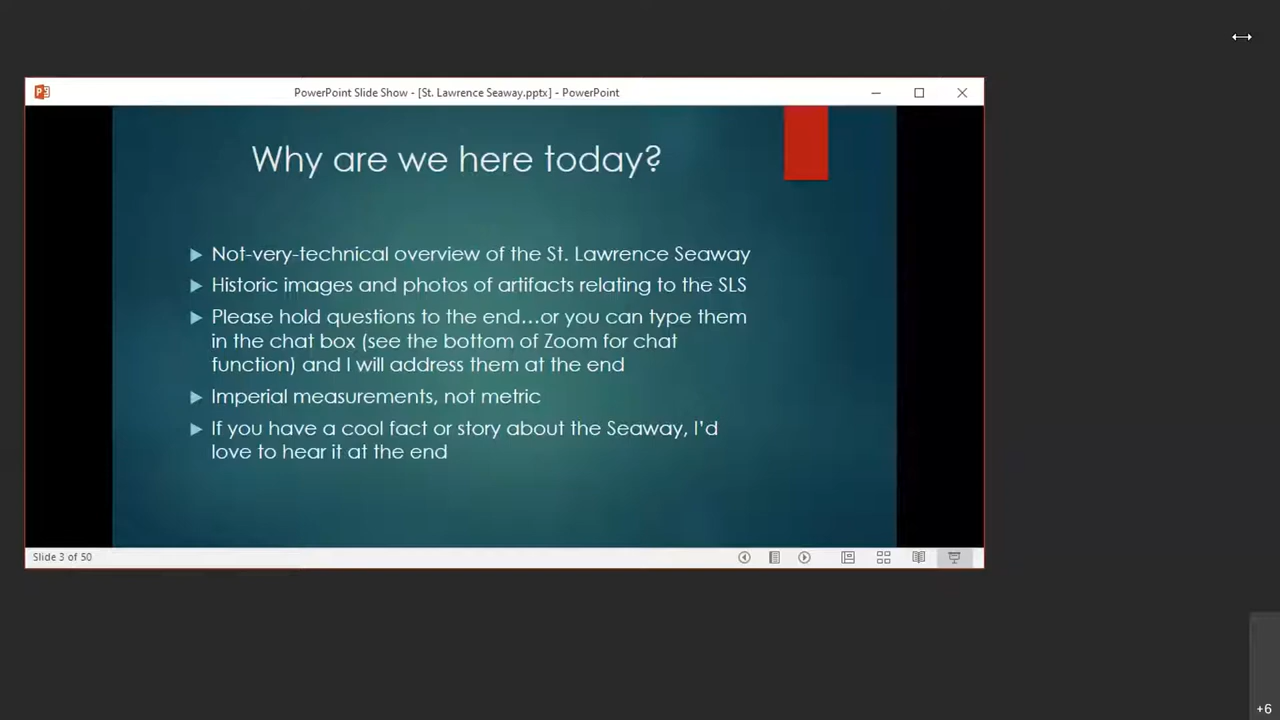 PowerPoint Slide Show - [St. Lawrence Seaway.pptx] - PowerPoint
Why are we here today?
Not-very-technical overview of the St. Lawrence Seaway
Historic images and photos of artifacts relating to the SLS
Please hold questions to the end...or you can type them
in the chat box (see the bottom of Zoom for chat
function) and I will address them at the end
Imperial measurements, not metric
If you have a cool fact or story about the Seaway, I'd
love to hear it at the end
Slide 3 of 50
+6